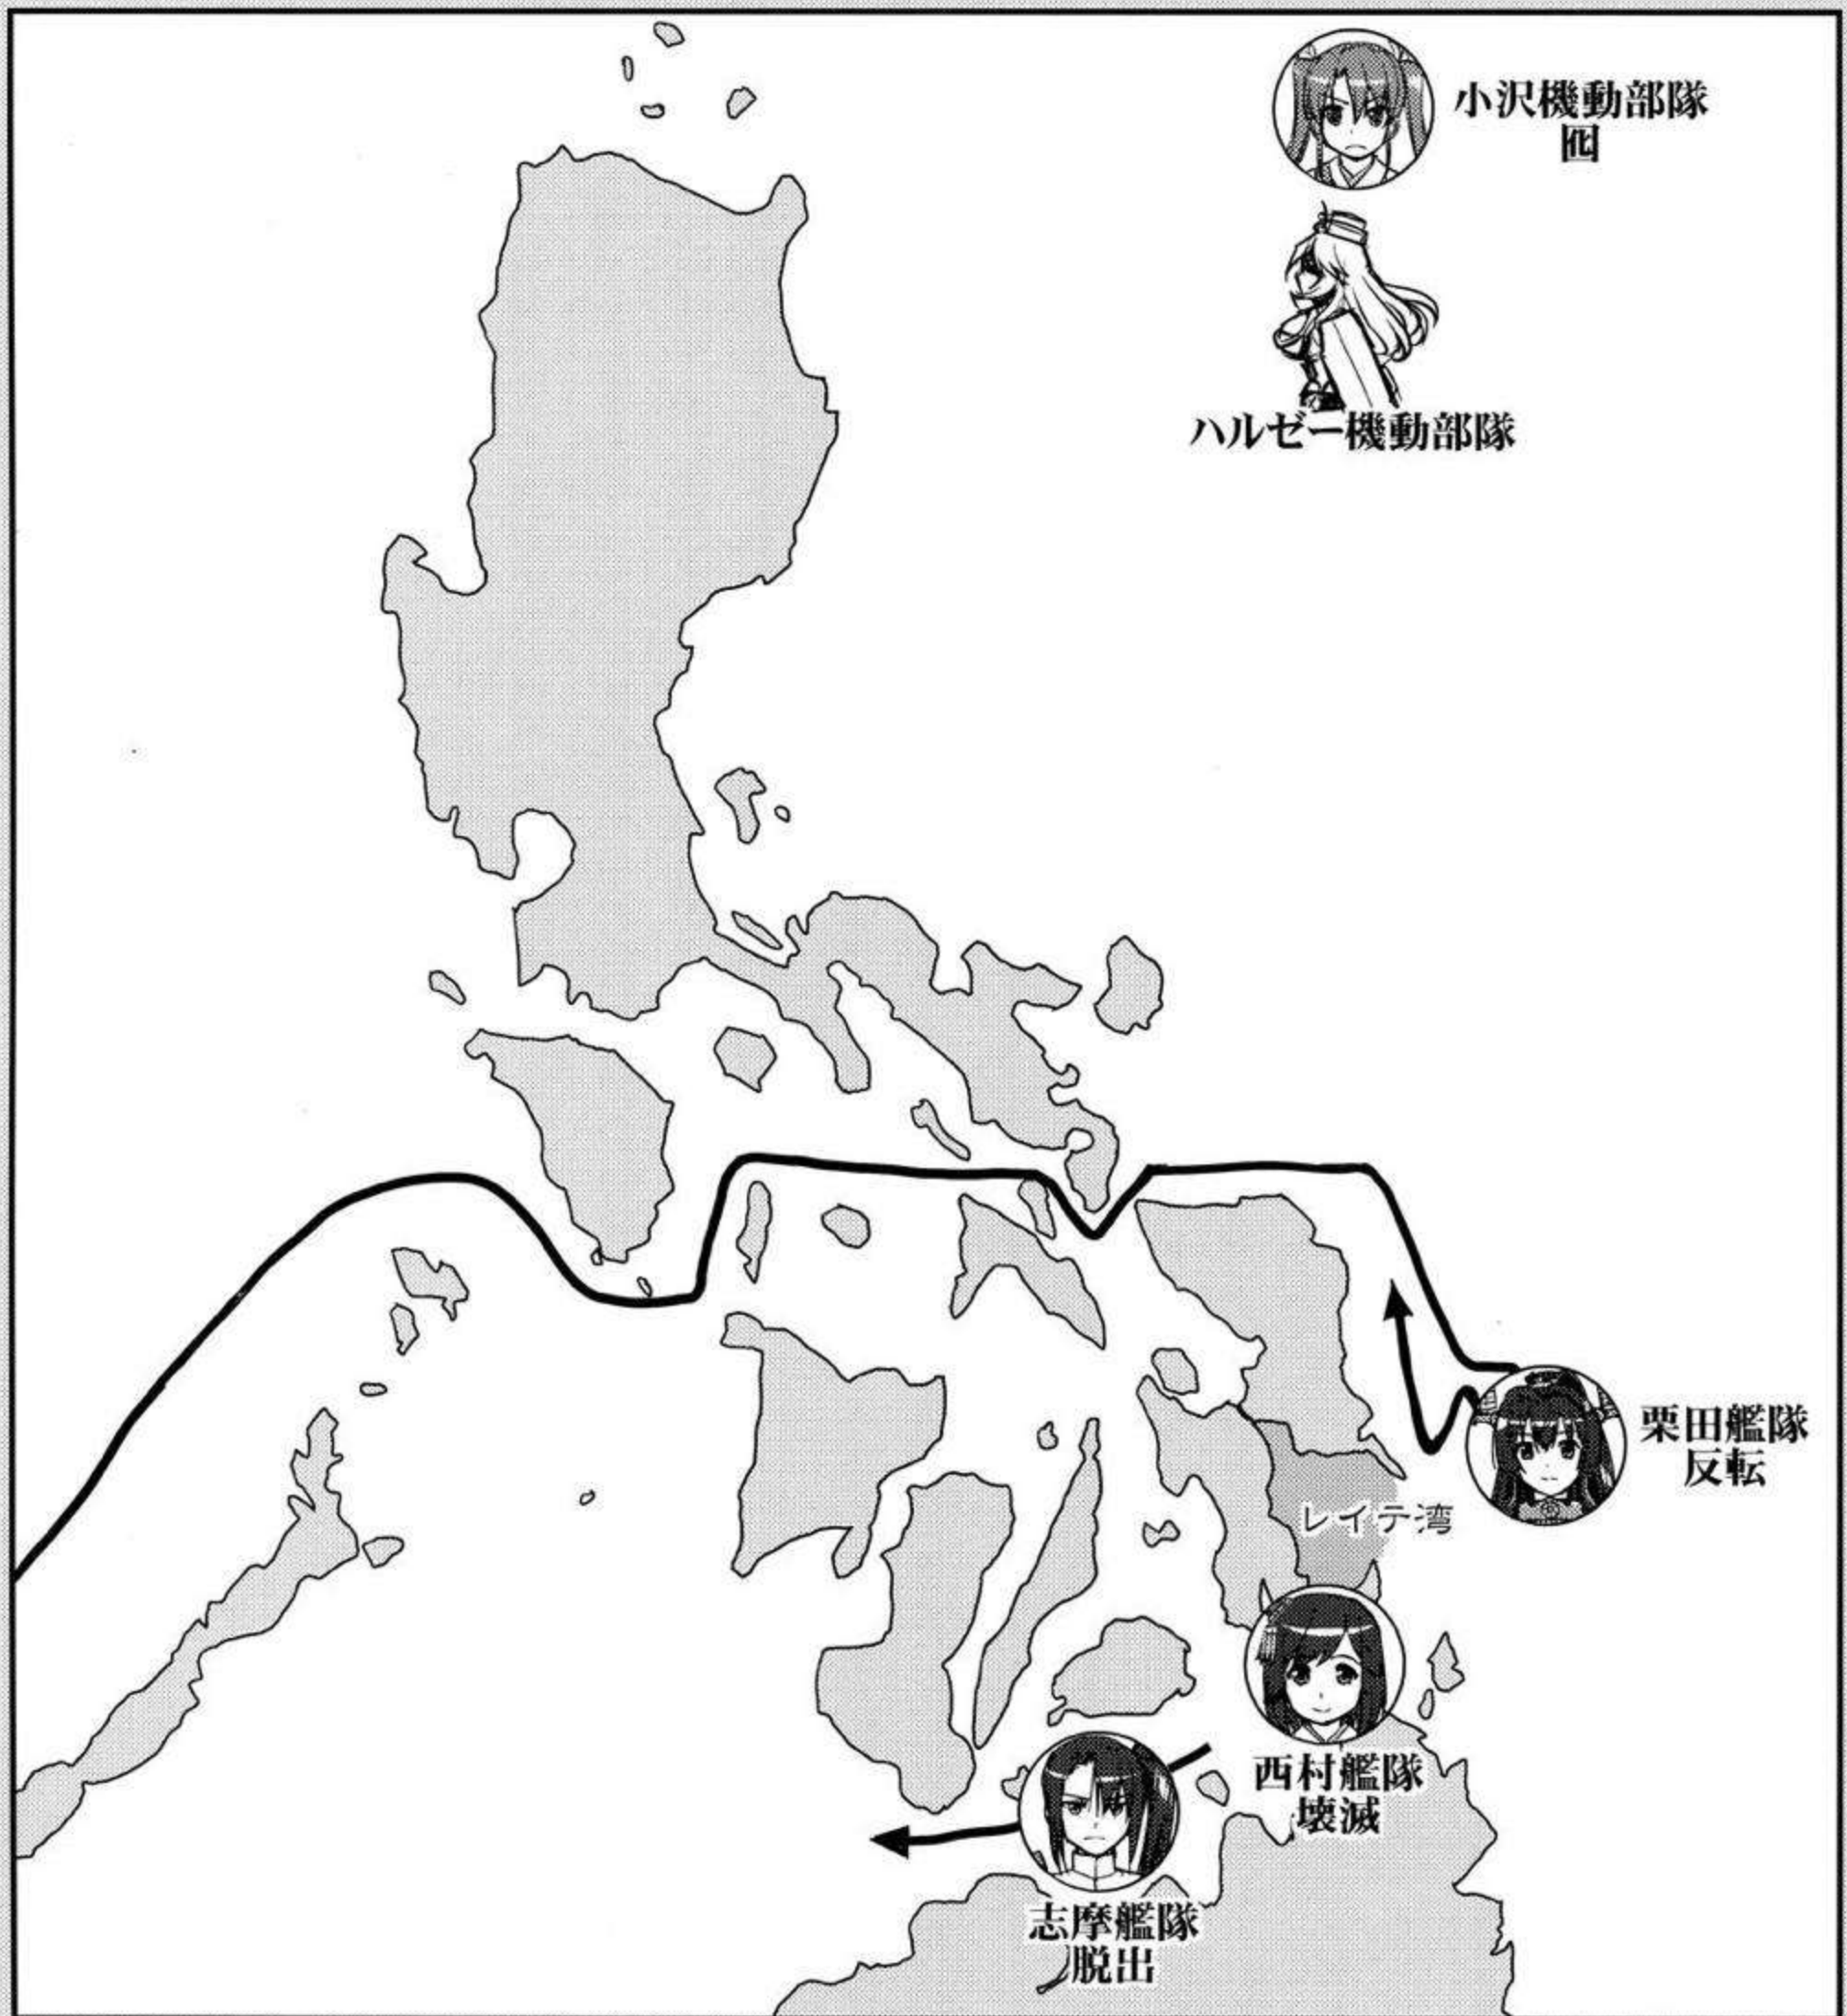 小沢機動部隊
囮
ハルゼー機動部隊
栗田艦隊
反転
レイテ湾
西村艦隊
壊滅
志摩艦隊
脱出